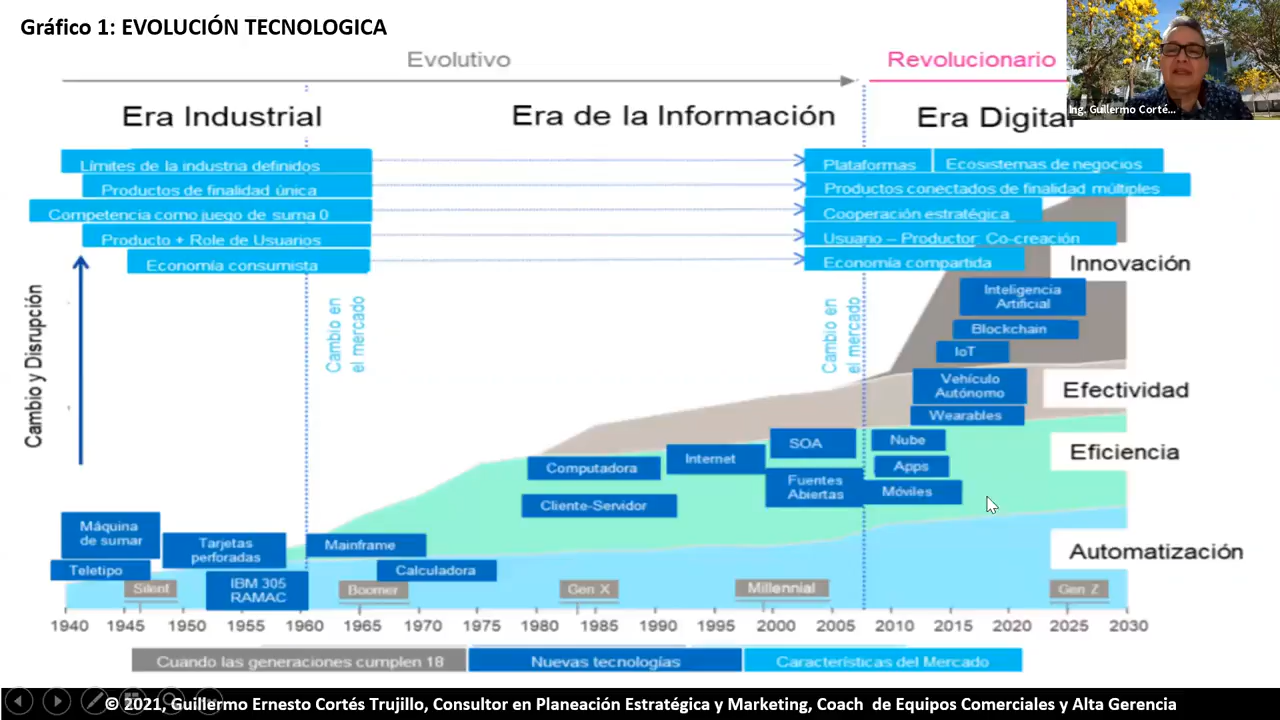 Gráfico 1: EVOLUCIÓN TECNOLOGICA
Evolutivo
Revolucionario
Era Industrial
Era de la Información
Era Digital
Ing. Guillermo Corté...
Límites de la industria definidos
Plataformas
Ecosistemas de negocios
Productos de finalidad única
Productos conectados de finalidad múltiples
Competencia como juego de suma 0
Cooperación estratégica
Producto + Role de Usuarios
Usuario – Productor: Co-creación
Economía consumista
Economía compartida
Cambio y Disrupción
Cambio en
el mercado
Cambio en
el mercado
Innovación
Inteligencia
Artificial
Blockchain
IoT
Efectividad
Vehículo
Autónomo
Wearables
Eficiencia
SOA
Nube
Internet
Computadora
Apps
Fuentes
Abiertas
Móviles
Cliente-Servidor
Automatización
Máquina
de sumar
Tarjetas
perforadas
Mainframe
Teletipo
Calculadora
IBM 305
RAMAC
Silent
Boomer
Gen X
Millennial
Gen Z
1940 1945 1950 1955 1960 1965 1970 1975 1980 1985 1990 1995 2000 2005 2010 2015 2020 2025 2030
Cuando las generaciones cumplen 18
Nuevas tecnologías
Características del Mercado
© 2021, Guillermo Ernesto Cortés Trujillo, Consultor en Planeación Estratégica y Marketing, Coach de Equipos Comerciales y Alta Gerencia